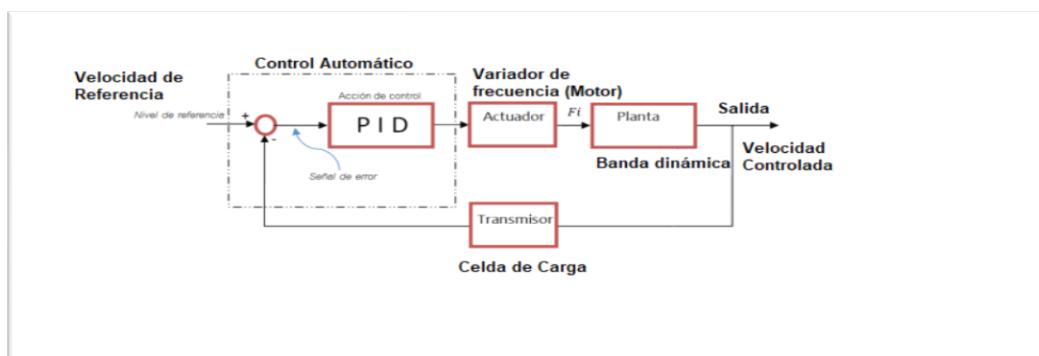 Control Automático
Velocidad de
Referencia
Variador de
frecuencia (Motor)
Nivel de referencia
+
-
Acción de control
PID
Señal de error
Actuador
Fi
Planta
Salida
Banda dinámica
Velocidad
Controlada
Transmisor
Celda de Carga